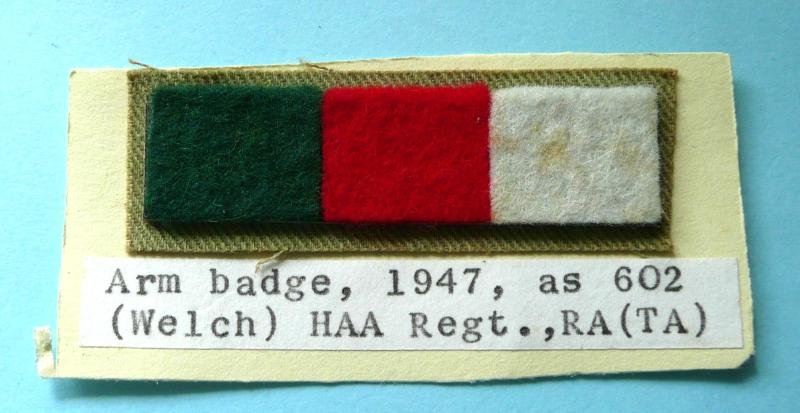 Arm badge, 1947, as 602
(Welch) HAA Regt.,RA(TA)